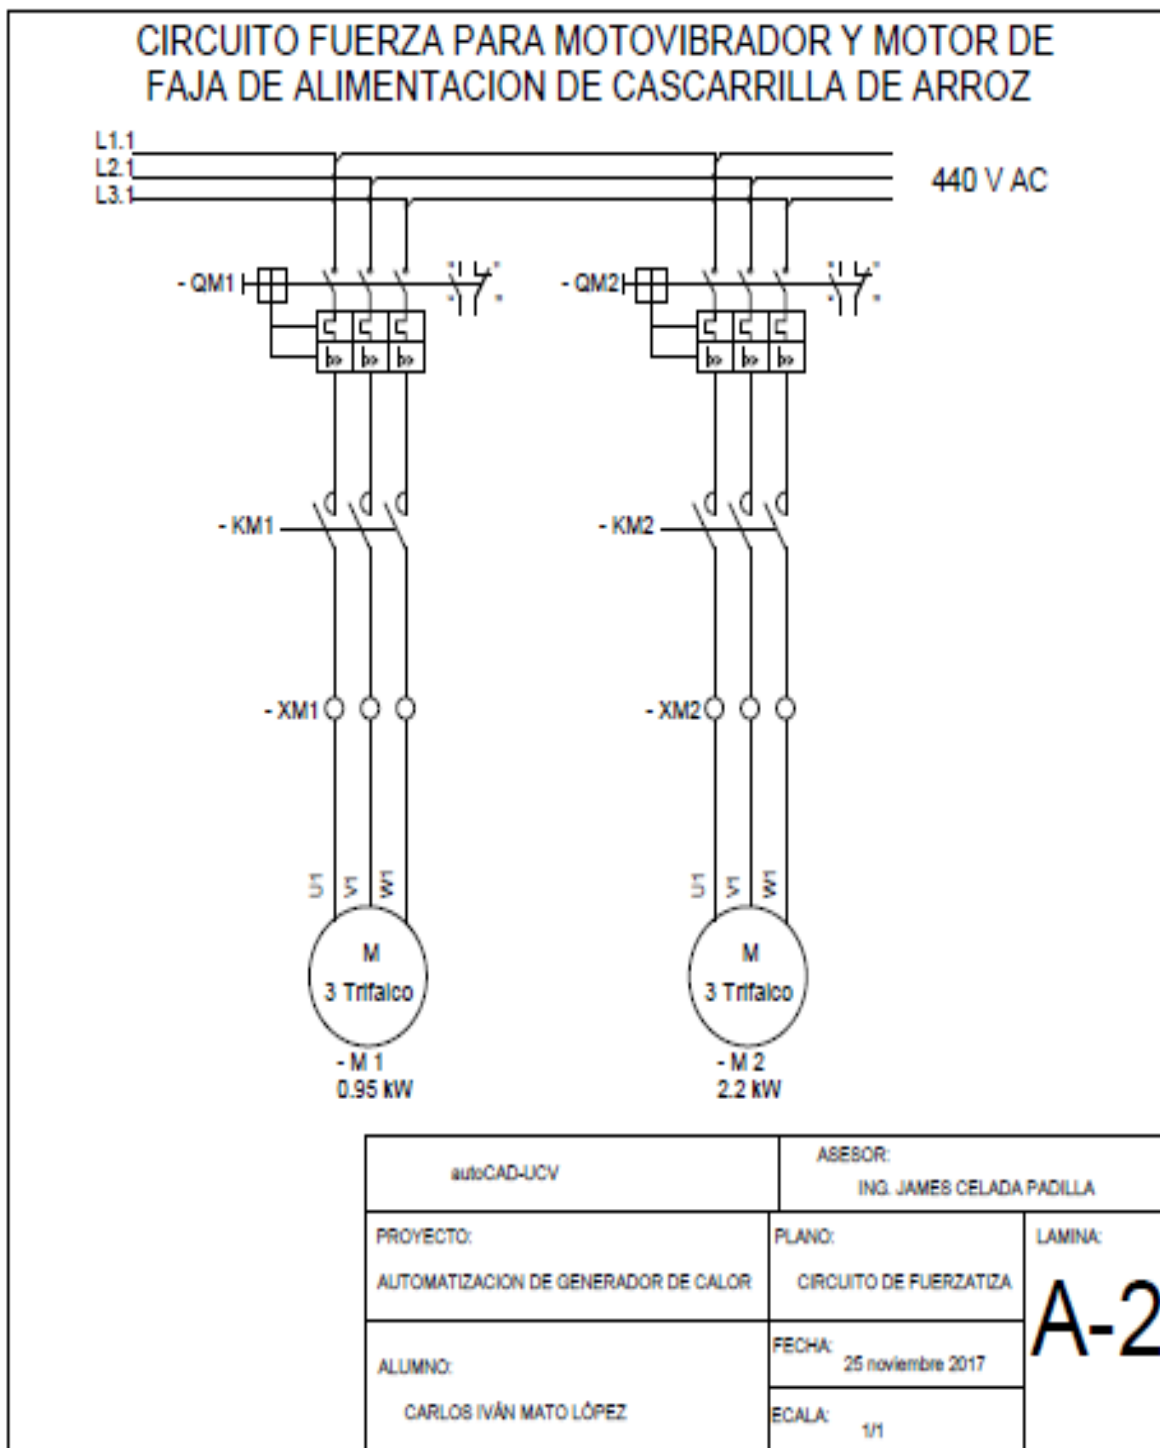 CIRCUITO FUERZA PARA MOTOVIBRADOR Y MOTOR DE
FAJA DE ALIMENTACION DE CASCARRILLA DE ARROZ
L1.1
L2.1
L3.1
440 V AC
- QM1
- QM2
- KM1
- KM2
- XM1
- XM2
U1 V1 W1
U1 V1 W1
M
3 Trifaico
M
3 Trifaico
- M 1
0.95 kW
- M 2
2.2 kW
autoCAD-UCV
ASESOR:
ING. JAMES CELADA PADILLA
PROYECTO:
AUTOMATIZACION DE GENERADOR DE CALOR
PLANO:
CIRCUITO DE FUERZATIZA
LAMINA:
A-2
ALUMNO:
CARLOS IVÁN MATO LÓPEZ
FECHA:
25 noviembre 2017
ECALA:
1/1